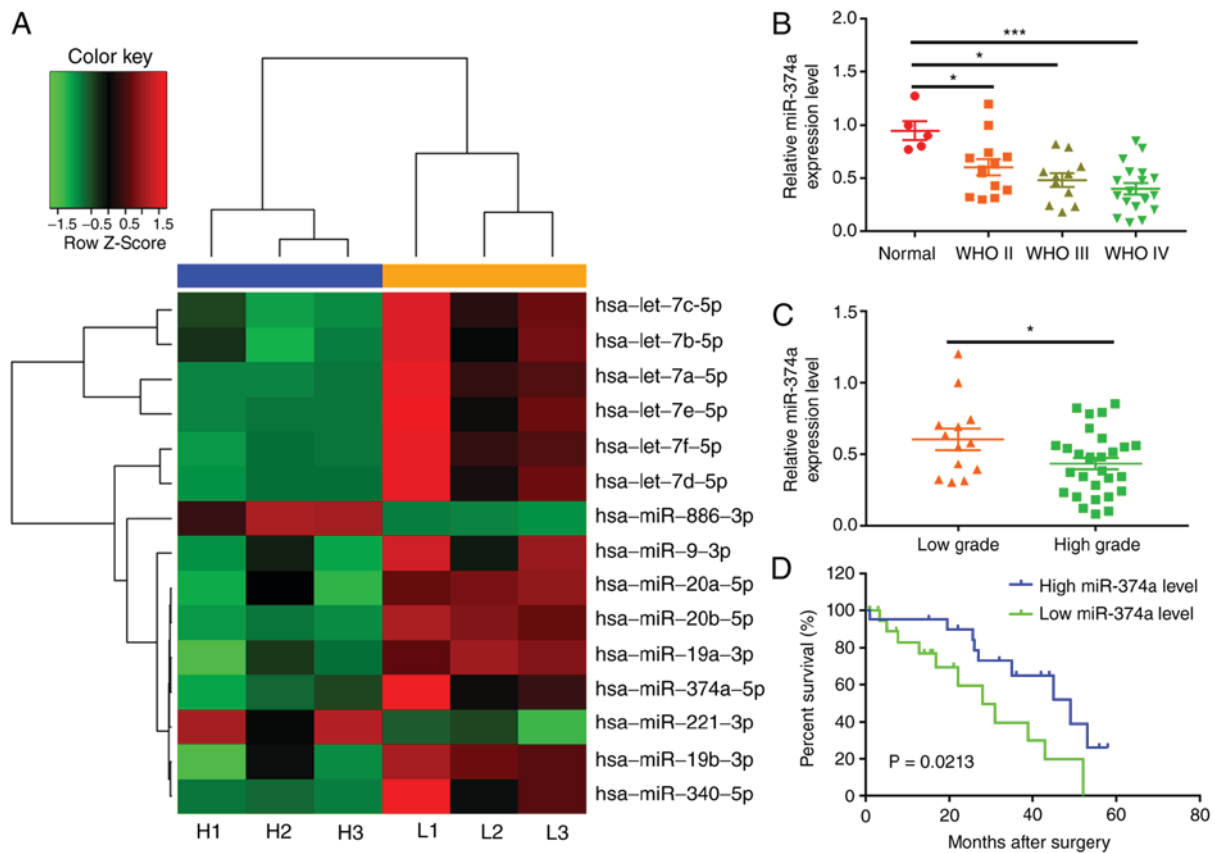 A
Color key
−1.5 −0.5 0.5 1.5
Row Z-Score
hsa−let−7c-5p
hsa−let−7b-5p
hsa−let−7a-5p
hsa−let−7e-5p
hsa−let−7f-5p
hsa−let−7d-5p
hsa−miR−886−3p
hsa−miR−9−3p
hsa−miR−20a−5p
hsa−miR−20b−5p
hsa−miR−19a−3p
hsa−miR−374a−5p
hsa−miR−221−3p
hsa−miR−19b−3p
hsa−miR−340−5p
H1 H2 H3 L1 L2 L3
B
Relative miR-374a
expression level
2.0
1.5
1.0
0.5
0.0
***
*
*
Normal WHO II WHO III WHO IV
C
Relative miR-374a
expression level
1.5
1.0
0.5
0.0
*
Low grade High grade
D
Percent survival (%)
120
100
80
60
40
20
0
High miR-374a level
Low miR-374a level
P = 0.0213
0 20 40 60 80
Months after surgery